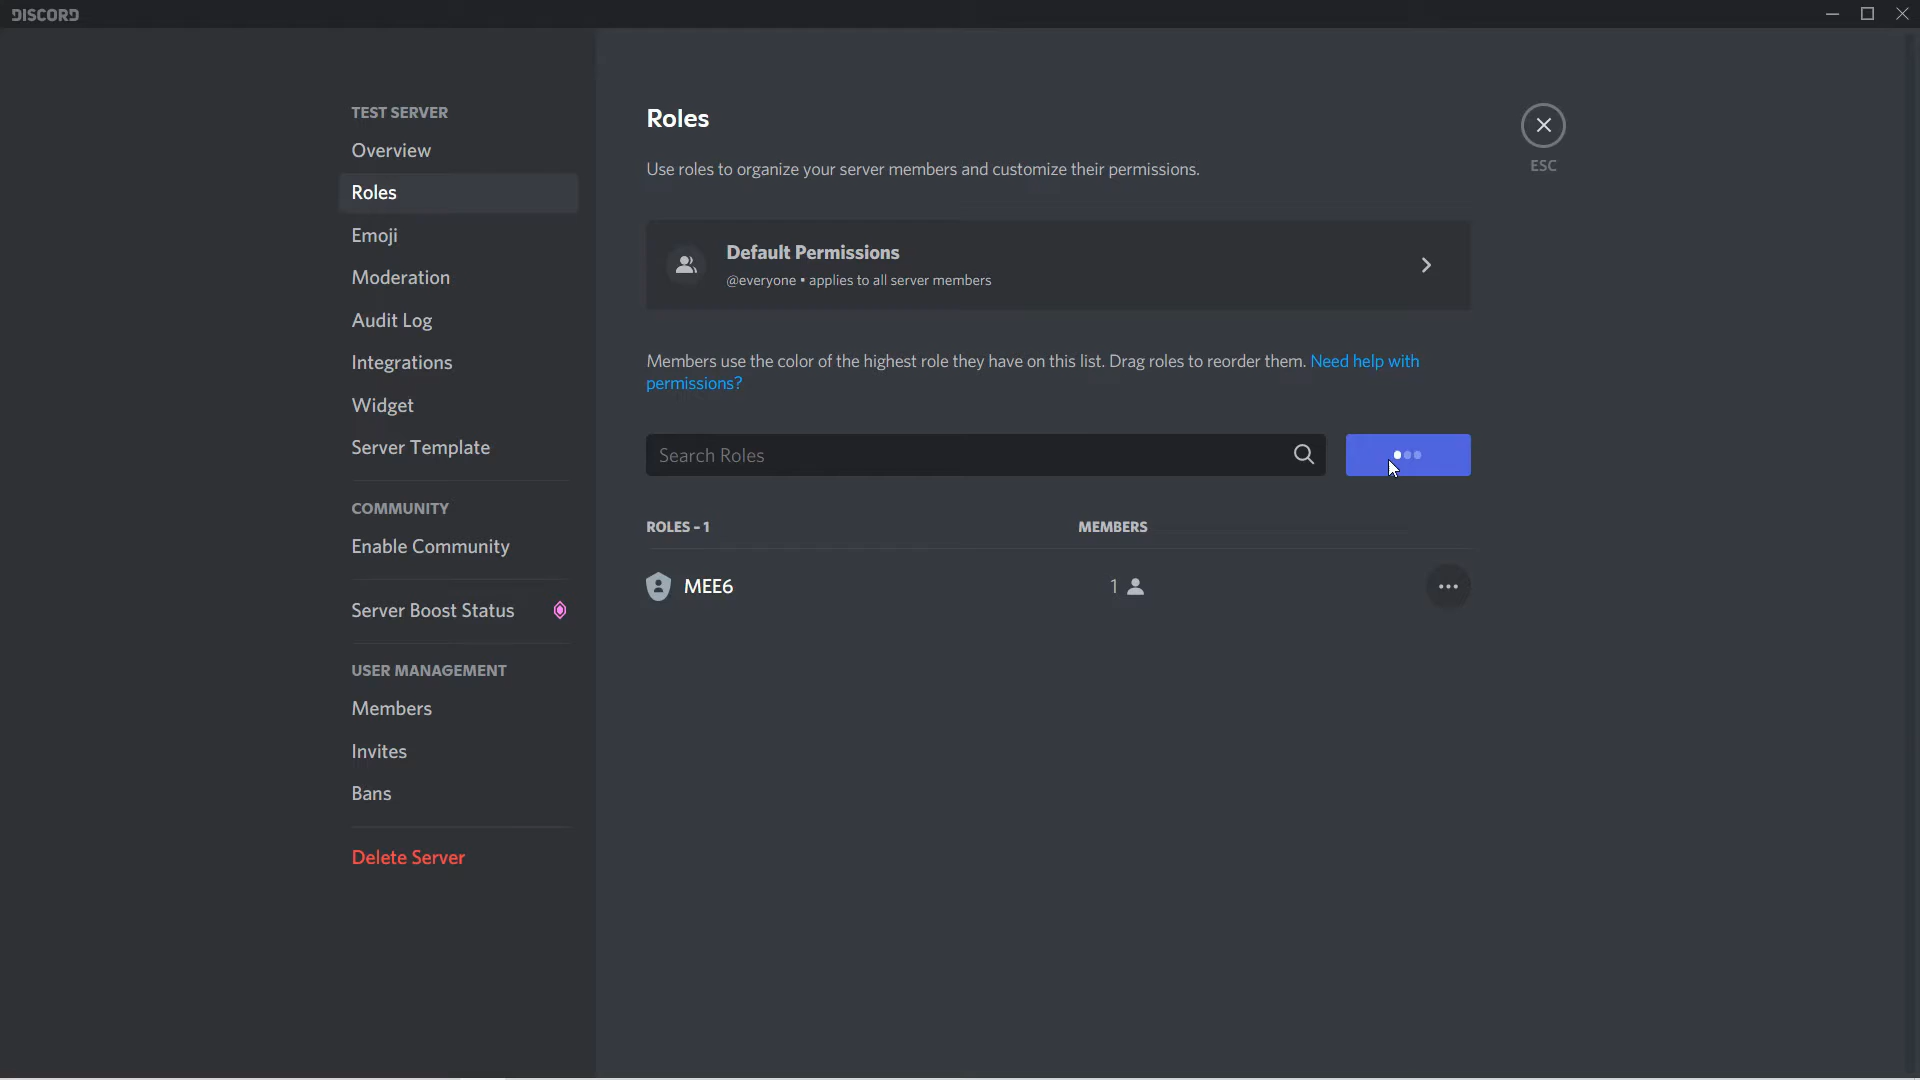 DISCORD
TEST SERVER
Overview
Roles
Emoji
Moderation
Audit Log
Integrations
Widget
Server Template
COMMUNITY
Enable Community
Server Boost Status
USER MANAGEMENT
Members
Invites
Bans
Delete Server
Roles
ESC
Use roles to organize your server members and customize their permissions.
Default Permissions
@everyone • applies to all server members
Members use the color of the highest role they have on this list. Drag roles to reorder them. Need help with
permissions?
Search Roles
ROLES – 1 MEMBERS
MEE6 1